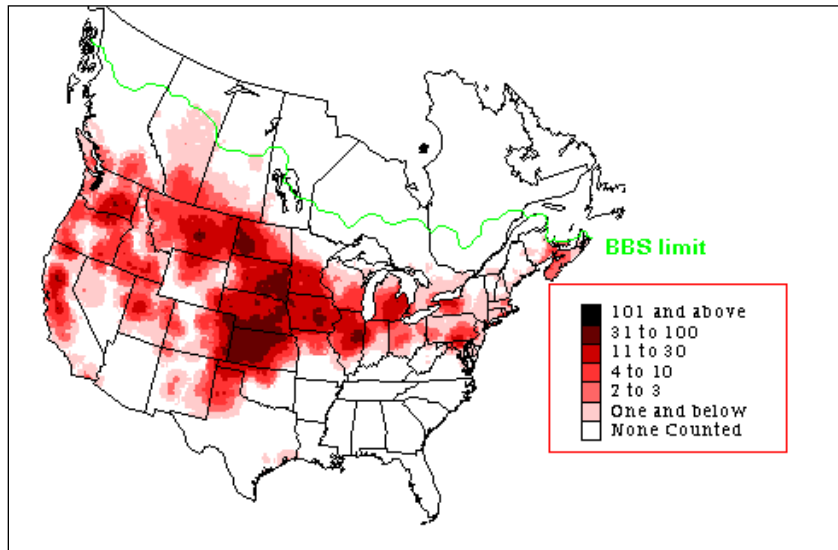 BBS limit
101 and above
31 to 100
11 to 30
4 to 10
2 to 3
One and below
None Counted